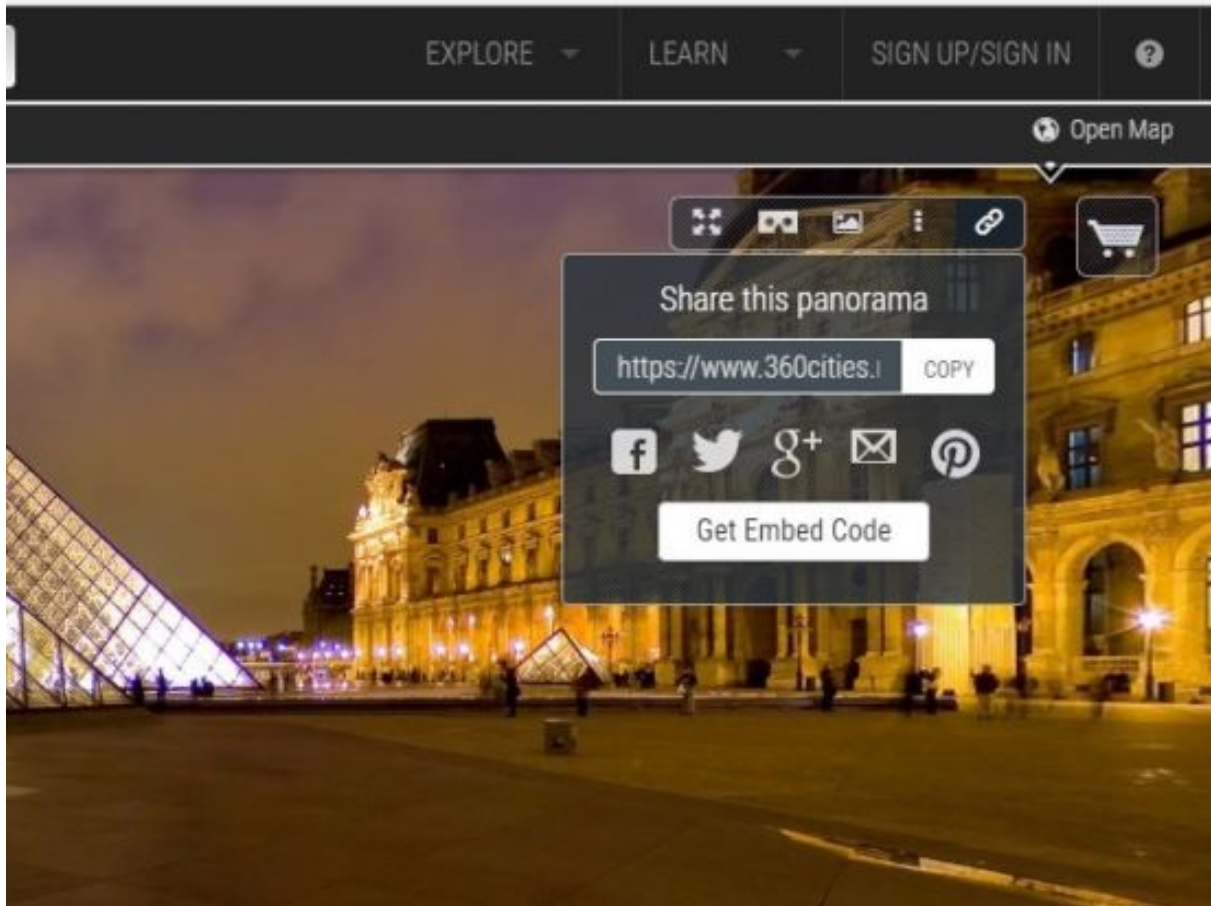 EXPLORE LEARN SIGN UP/SIGN IN ?
Open Map
Share this panorama
https://www.360cities. COPY
f g+
Get Embed Code